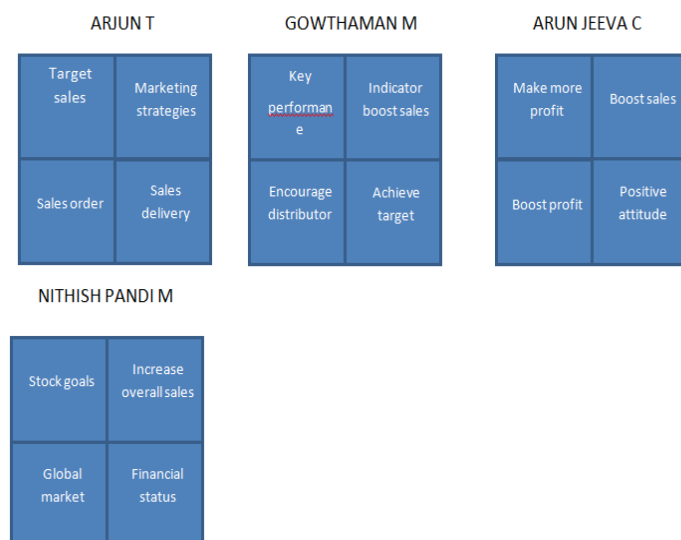 ARJUN T
GOWTHAMAN M
ARUN JEEVA C
Target
sales
Marketing
strategies
Sales order
Sales
delivery
Key
performan
e
Indicator
boost sales
Encourage
distributor
Achieve
target
Make more
profit
Boost sales
Boost profit
Positive
attitude
NITHISH PANDI M
Stock goals
Increase
overall sales
Global
market
Financial
status